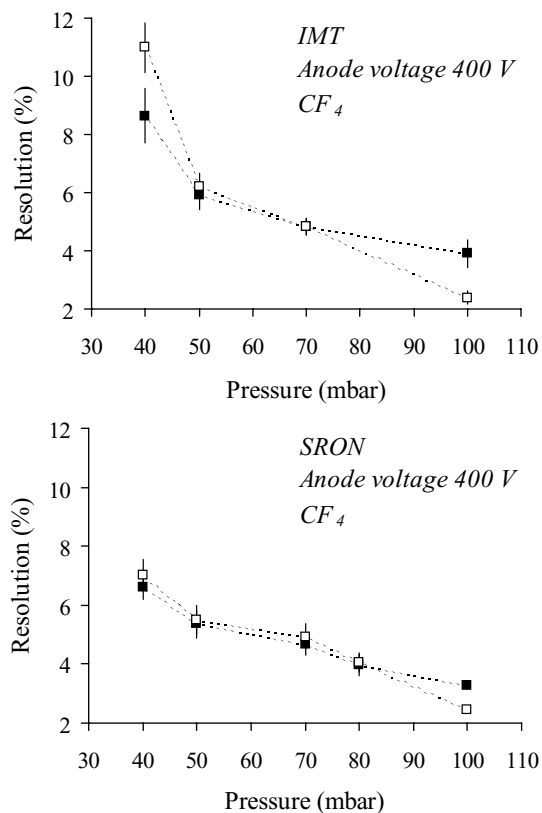 12
10
8
6
4
2
Resolution (%)
IMT
Anode voltage 400 V
CF4
30 40 50 60 70 80 90 100 110
Pressure (mbar)
12
10
8
6
4
2
Resolution (%)
SRON
Anode voltage 400 V
CF4
30 40 50 60 70 80 90 100 110
Pressure (mbar)